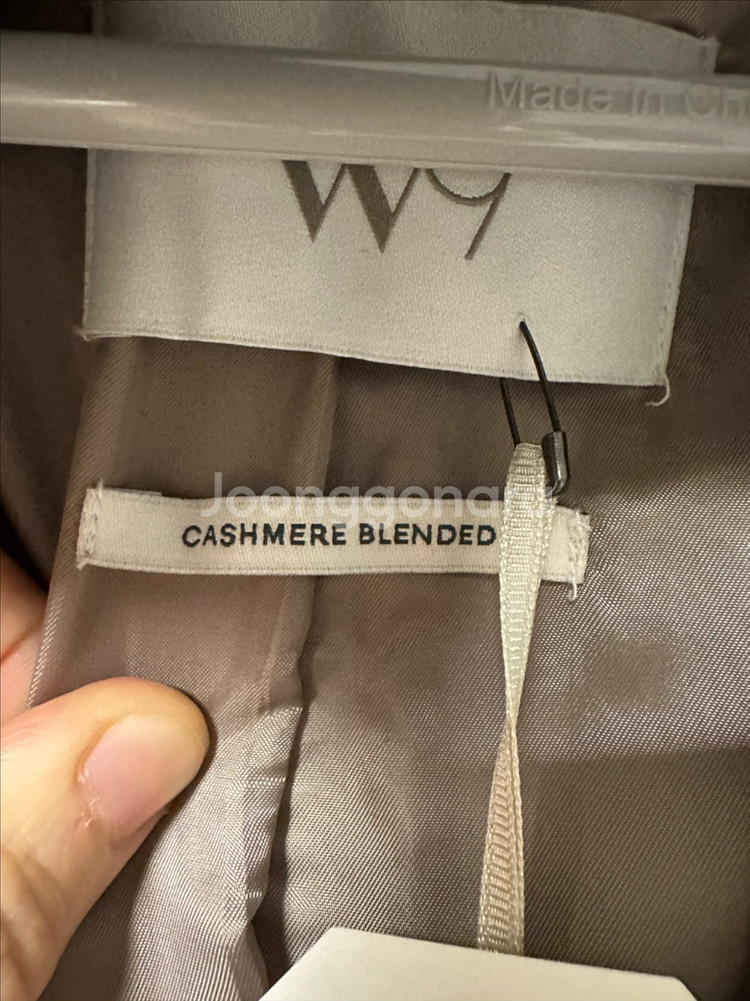 Made in Ch
W9
Joonggonara
CASHMERE BLENDED